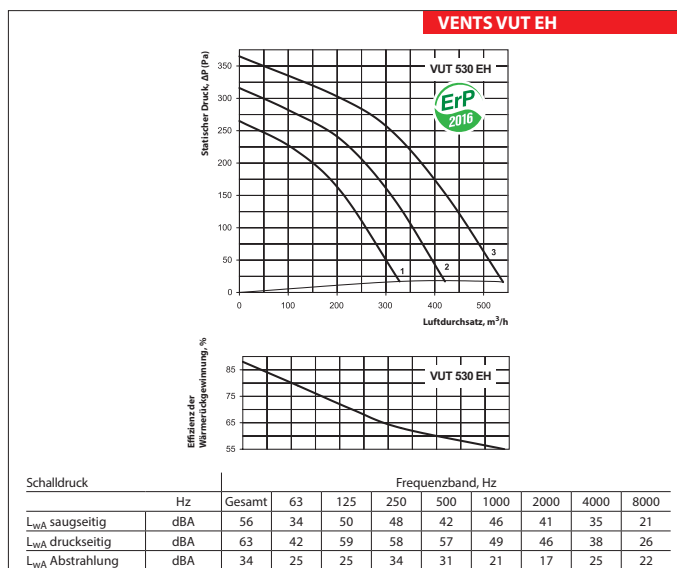 VENTS VUT EH
VUT 530 EH
ErP
2016
Statischer Druck, ΔP (Pa)
350
300
250
200
150
100
50
0
1
2
3
0 100 200 300 400 500
Luftdurchsatz, m³/h
VUT 530 EH
Effizienz der
Wärmerückgewinnung, %
85
75
65
55
Schalldruck Frequenzband, Hz
Hz Gesamt 63 125 250 500 1000 2000 4000 8000
LwA saugseitig dBA 56 34 50 48 42 46 41 35 21
LwA druckseitig dBA 63 42 59 58 57 49 46 38 26
LwA Abstrahlung dBA 34 25 25 34 31 21 17 25 22